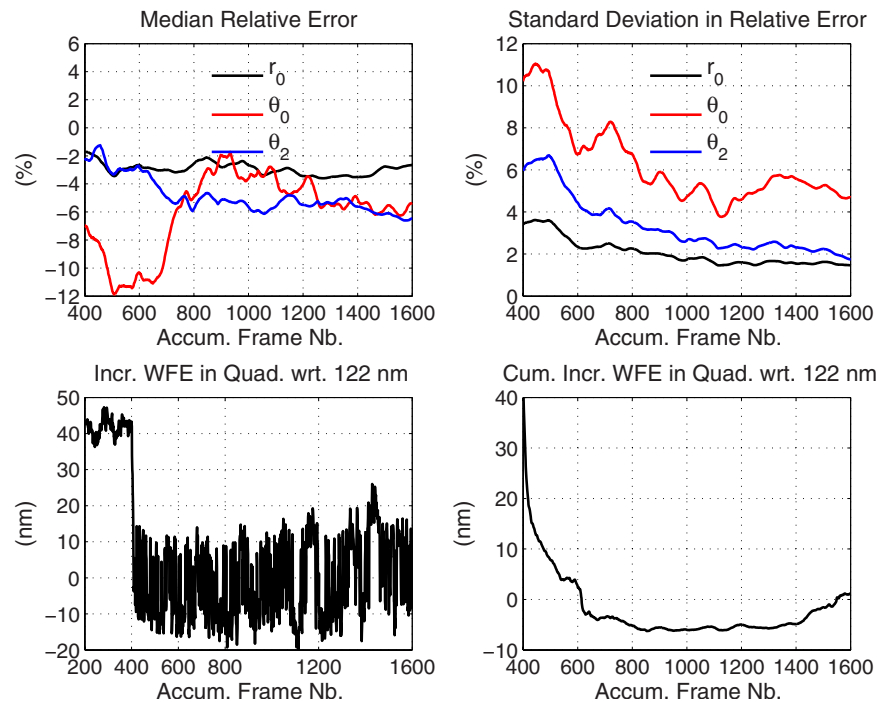 Median Relative Error
6
4
2
0
−2
−4
−6
−8
−10
−12
(%)
r0
θ0
θ2
400 600 800 1000 1200 1400 1600
Accum. Frame Nb.
Standard Deviation in Relative Error
12
10
8
6
4
2
0
(%)
r0
θ0
θ2
400 600 800 1000 1200 1400 1600
Accum. Frame Nb.
Incr. WFE in Quad. wrt. 122 nm
50
40
30
20
10
0
−10
−20
(nm)
200 400 600 800 1200 1600
Accum. Frame Nb.
Cum. Incr. WFE in Quad. wrt. 122 nm
40
30
20
10
0
−10
(nm)
400 600 800 1000 1200 1400 1600
Accum. Frame Nb.